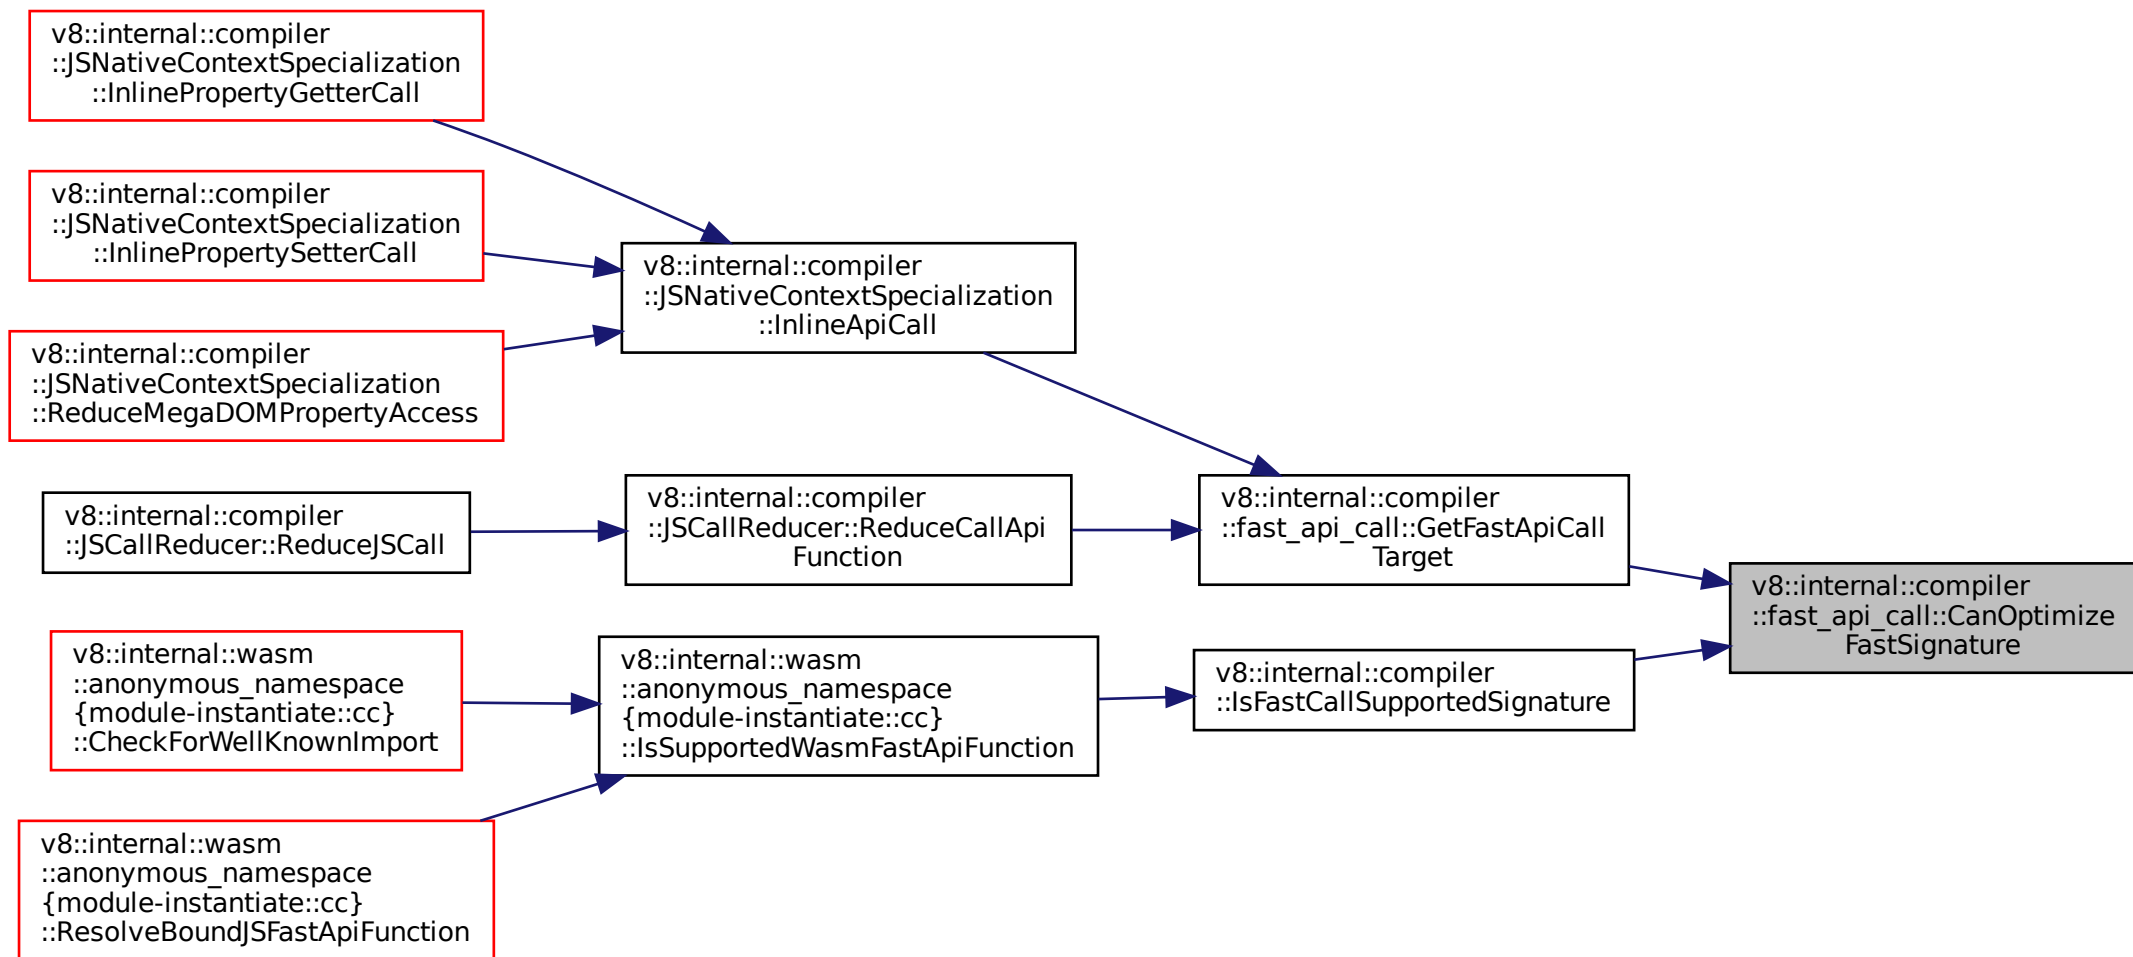 v8::internal::compiler
::JSNativeContextSpecialization
::InlinePropertyGetterCall
v8::internal::compiler
::JSNativeContextSpecialization
::InlinePropertySetterCall
v8::internal::compiler
::JSNativeContextSpecialization
::ReduceMegaDOMPropertyAccess
v8::internal::compiler
::JSCallReducer::ReduceJSCall
v8::internal::wasm
::anonymous_namespace
{module-instantiate::cc}
::CheckForWellKnownImport
v8::internal::wasm
::anonymous_namespace
{module-instantiate::cc}
::ResolveBoundJSFastApiFunction
v8::internal::compiler
::JSNativeContextSpecialization
::InlineApiCall
v8::internal::compiler
::JSCallReducer::ReduceCallApi
Function
v8::internal::wasm
::anonymous_namespace
{module-instantiate::cc}
::IsSupportedWasmFastApiFunction
v8::internal::compiler
::fast_api_call::GetFastApiCall
Target
v8::internal::compiler
::IsFastCallSupportedSignature
v8::internal::compiler
::fast_api_call::CanOptimize
FastSignature